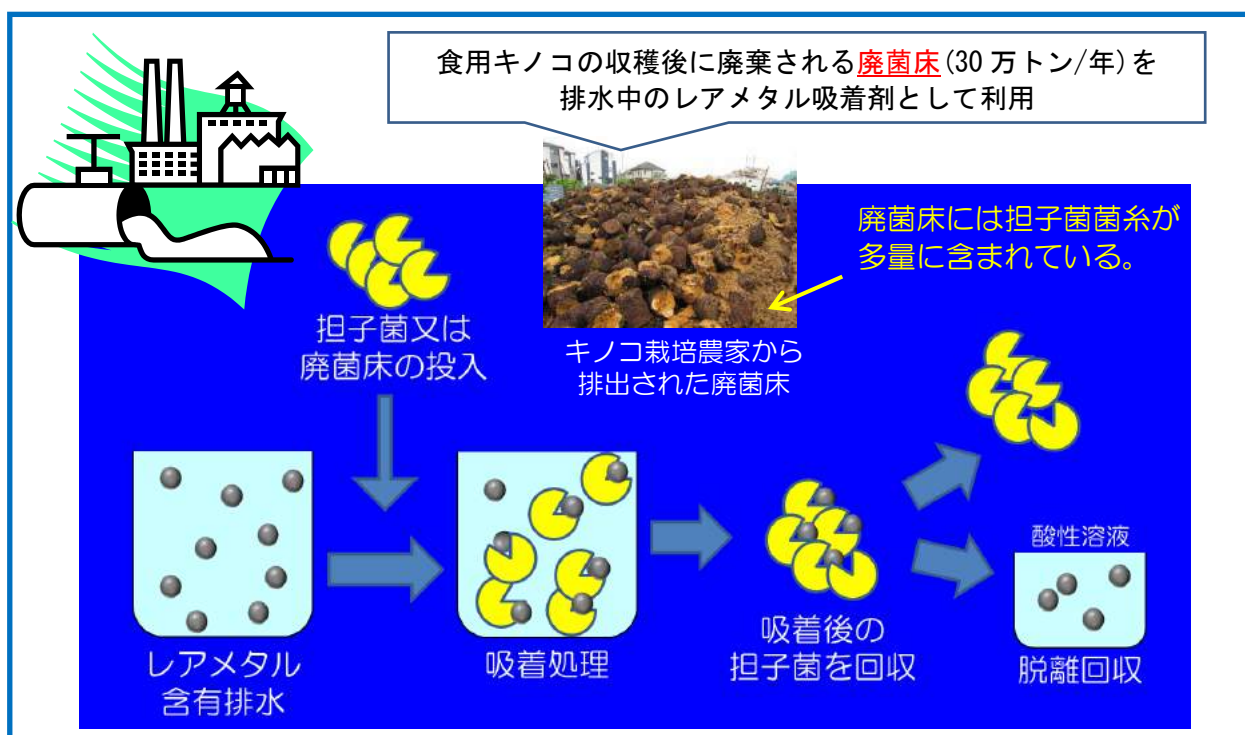 食用キノコの収穫後に廃棄される廃菌床(30 万トン/年)を
排水中のレアメタル吸着剤として利用
廃菌床には担子菌菌糸が
多量に含まれている。
担子菌又は
廃菌床の投入
キノコ栽培農家から
排出された廃菌床
レアメタル
含有排水
吸着処理
吸着後の
担子菌を回収
酸性溶液
脱離回収